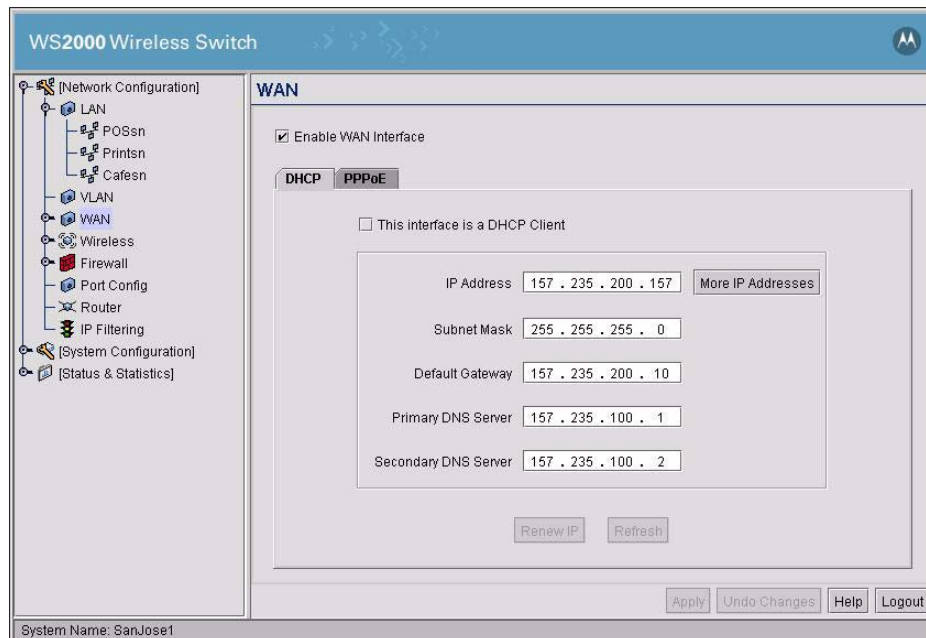 WS2000 Wireless Switch
[Network Configuration]
LAN
POSsn
Printsn
Cafesn
VLAN
WAN
Wireless
Firewall
Port Config
Router
IP Filtering
[System Configuration]
[Status & Statistics]
WAN
Enable WAN Interface
DHCP PPPoE
This interface is a DHCP Client
IP Address 157 . 235 . 200 . 157 More IP Addresses
Subnet Mask 255 . 255 . 255 . 0
Default Gateway 157 . 235 . 200 . 10
Primary DNS Server 157 . 235 . 100 . 1
Secondary DNS Server 157 . 235 . 100 . 2
Renew IP Refresh
Apply Undo Changes Help Logout
System Name: SanJose1